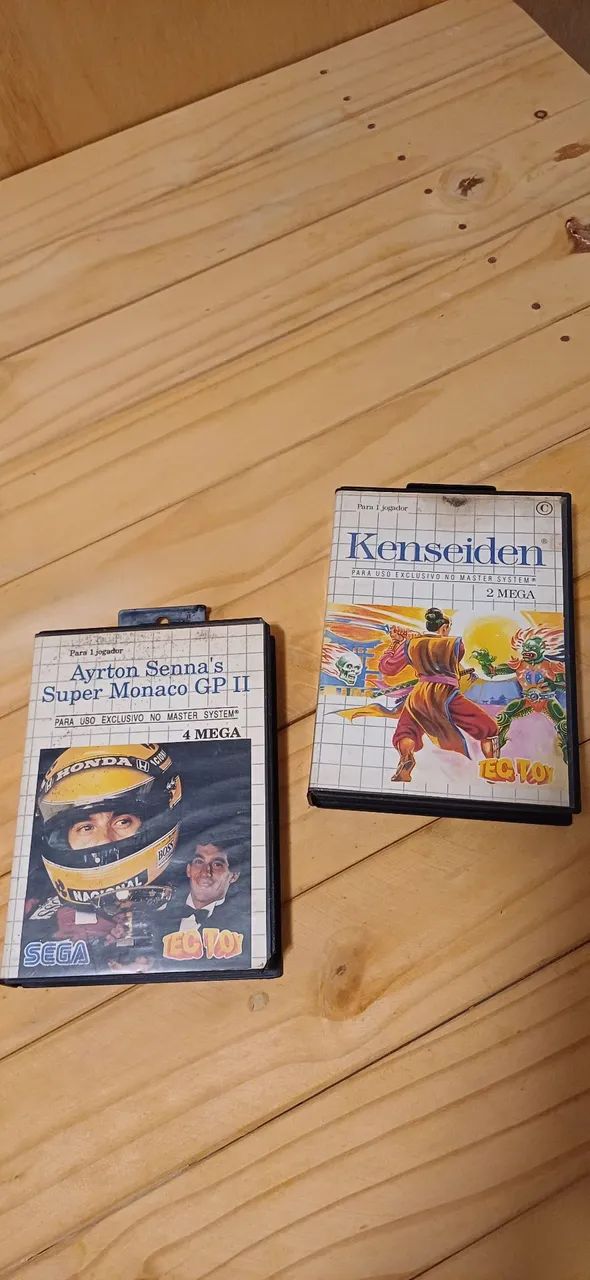 Para 1 jogador
Ayrton Senna's
Super Monaco GP II
PARA USO EXCLUSIVO NO MASTER SYSTEM®
4 MEGA
HONDA
BOSS
NACIONAL
SEGA
TEC TOY
Para 1 jogador
©
Kenseiden®
PARA USO EXCLUSIVO NO MASTER SYSTEM®
2 MEGA
TEC TOY